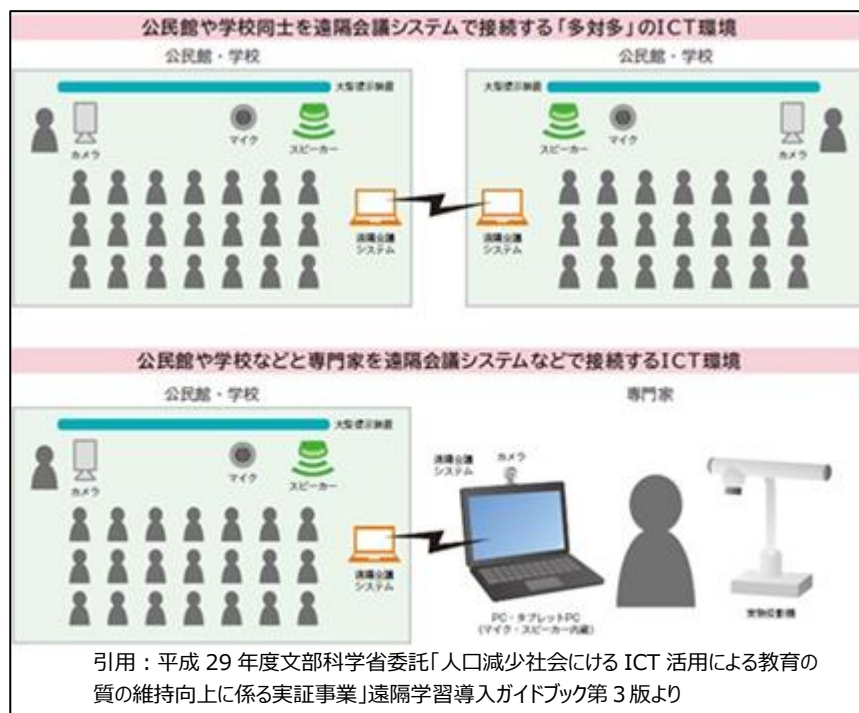 公民館や学校同士を遠隔会議システムで接続する「多対多」のICT環境
公民館・学校
公民館・学校
大型提示装置
大型提示装置
カメラ
マイク
スピーカー
スピーカー
マイク
カメラ
遠隔会議
システム
遠隔会議
システム
公民館や学校などと専門家を遠隔会議システムなどで接続するICT環境
公民館・学校
専門家
大型提示装置
カメラ
マイク
スピーカー
遠隔会議
システム
カメラ
遠隔会議
システム
PC・タブレットPC
(マイク・スピーカー内蔵)
実物投影機
引用：平成 29 年度文部科学省委託「人口減少社会にける ICT 活用による教育の
質の維持向上に係る実証事業」遠隔学習導入ガイドブック第 3 版より